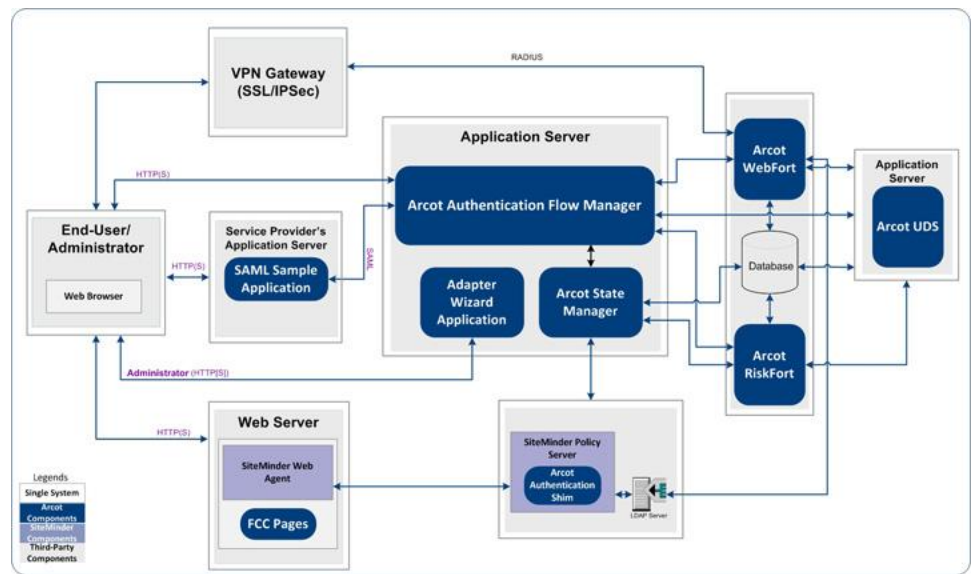 VPN Gateway
(SSL/IPSec)
RADIUS
Application Server
Arcot
WebFort
Application
Server
Arcot UDS
HTTP(S)
Arcot Authentication Flow Manager
End-User/
Administrator
Web Browser
HTTP(S)
Service Provider's
Application Server
SAML Sample
Application
SAML
Database
Adapter
Wizard
Application
Arcot State
Manager
Arcot
RiskFort
Administrator (HTTP[S])
HTTP(S)
Web Server
SiteMinder Web
Agent
FCC Pages
SiteMinder Policy
Server
Arcot
Authentication
Shim
LDAP Server
Legends
Single System
Arcot
Components
SiteMinder
Components
Third-Party
Components